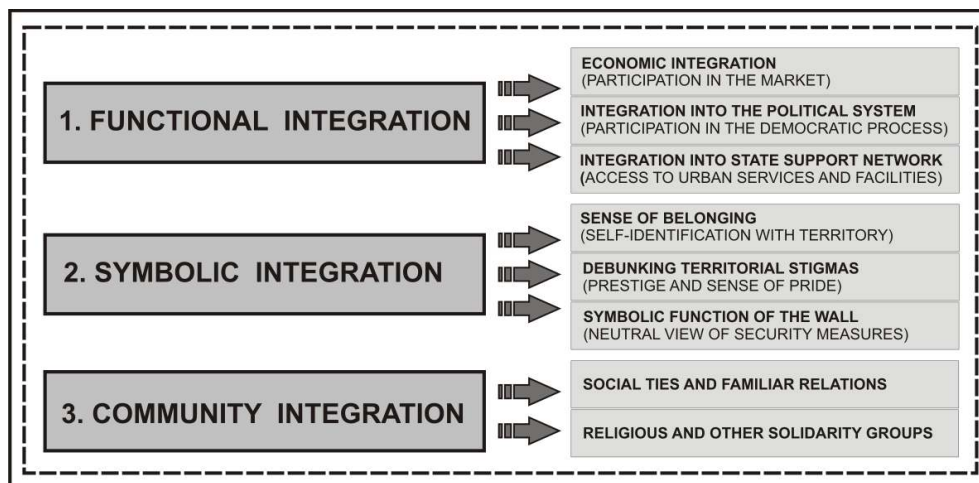 1. FUNCTIONAL INTEGRATION
ECONOMIC INTEGRATION
(PARTICIPATION IN THE MARKET)
INTEGRATION INTO THE POLITICAL SYSTEM
(PARTICIPATION IN THE DEMOCRATIC PROCESS)
INTEGRATION INTO STATE SUPPORT NETWORK
(ACCESS TO URBAN SERVICES AND FACILITIES)
2. SYMBOLIC INTEGRATION
SENSE OF BELONGING
(SELF-IDENTIFICATION WITH TERRITORY)
DEBUNKING TERRITORIAL STIGMAS
(PRESTIGE AND SENSE OF PRIDE)
SYMBOLIC FUNCTION OF THE WALL
(NEUTRAL VIEW OF SECURITY MEASURES)
3. COMMUNITY INTEGRATION
SOCIAL TIES AND FAMILIAR RELATIONS
RELIGIOUS AND OTHER SOLIDARITY GROUPS